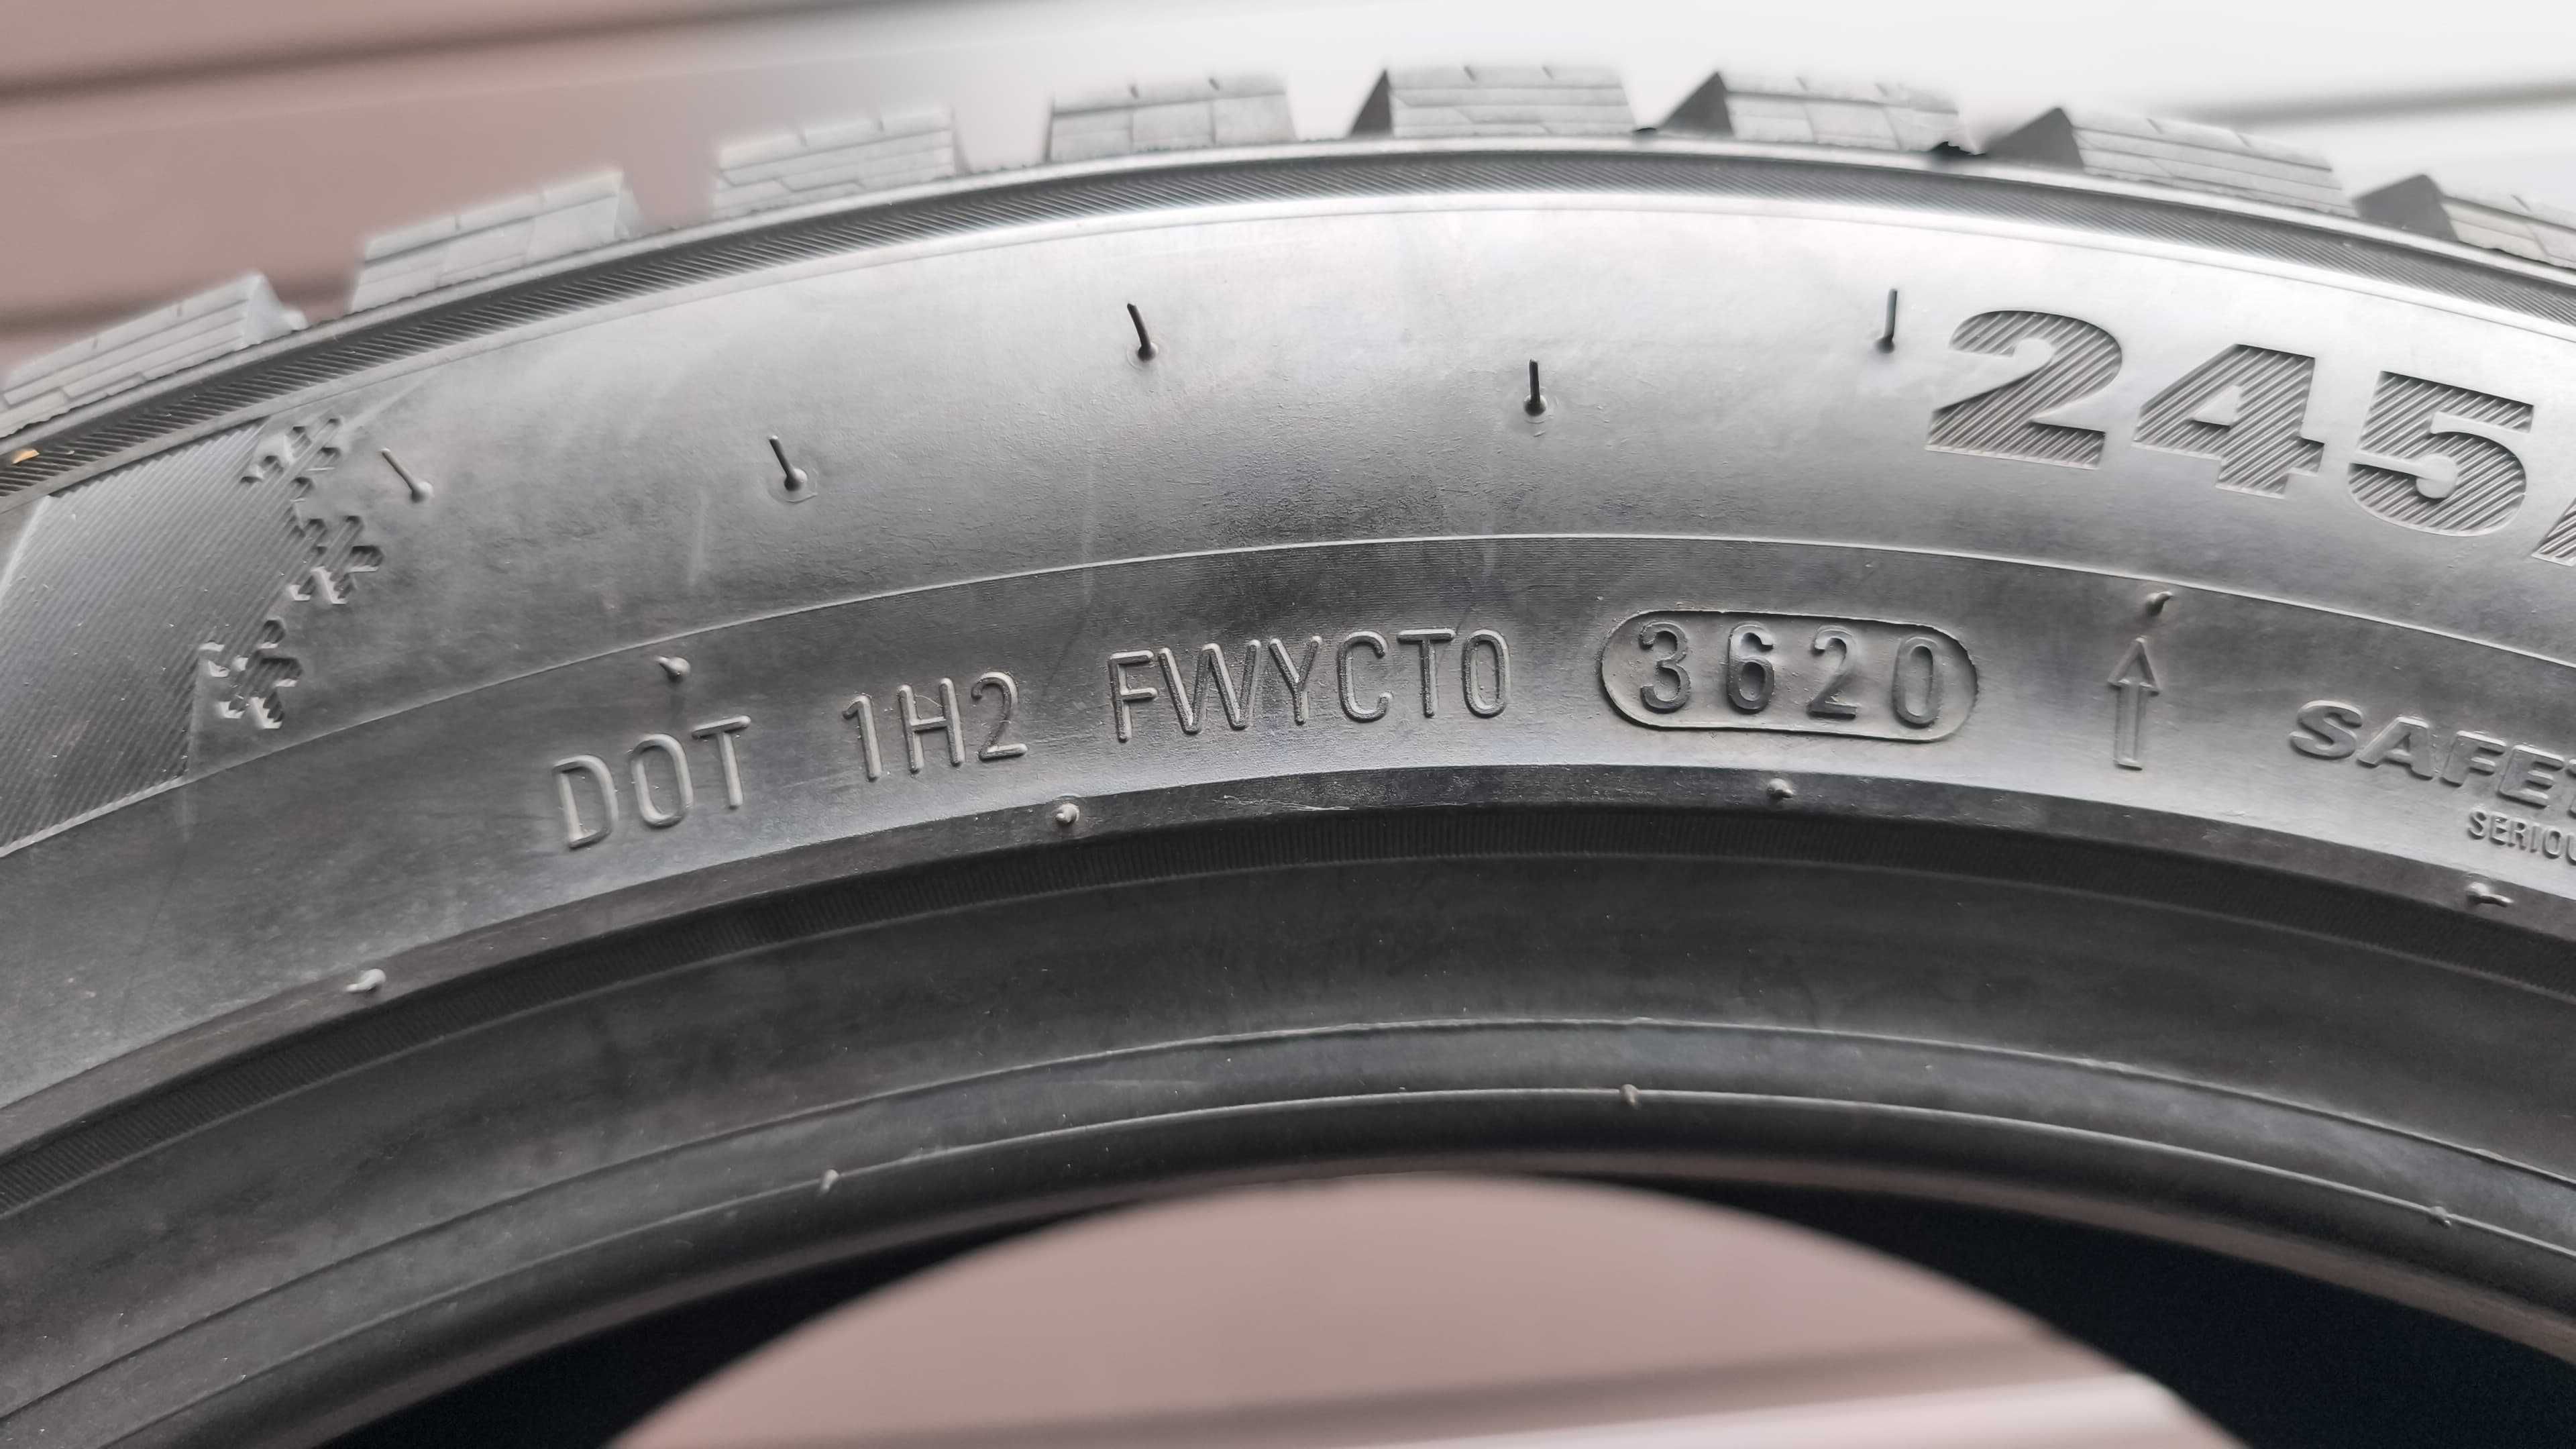 245/
DOT 1H2 FWYCT0 3620
SAFE
SERIOU